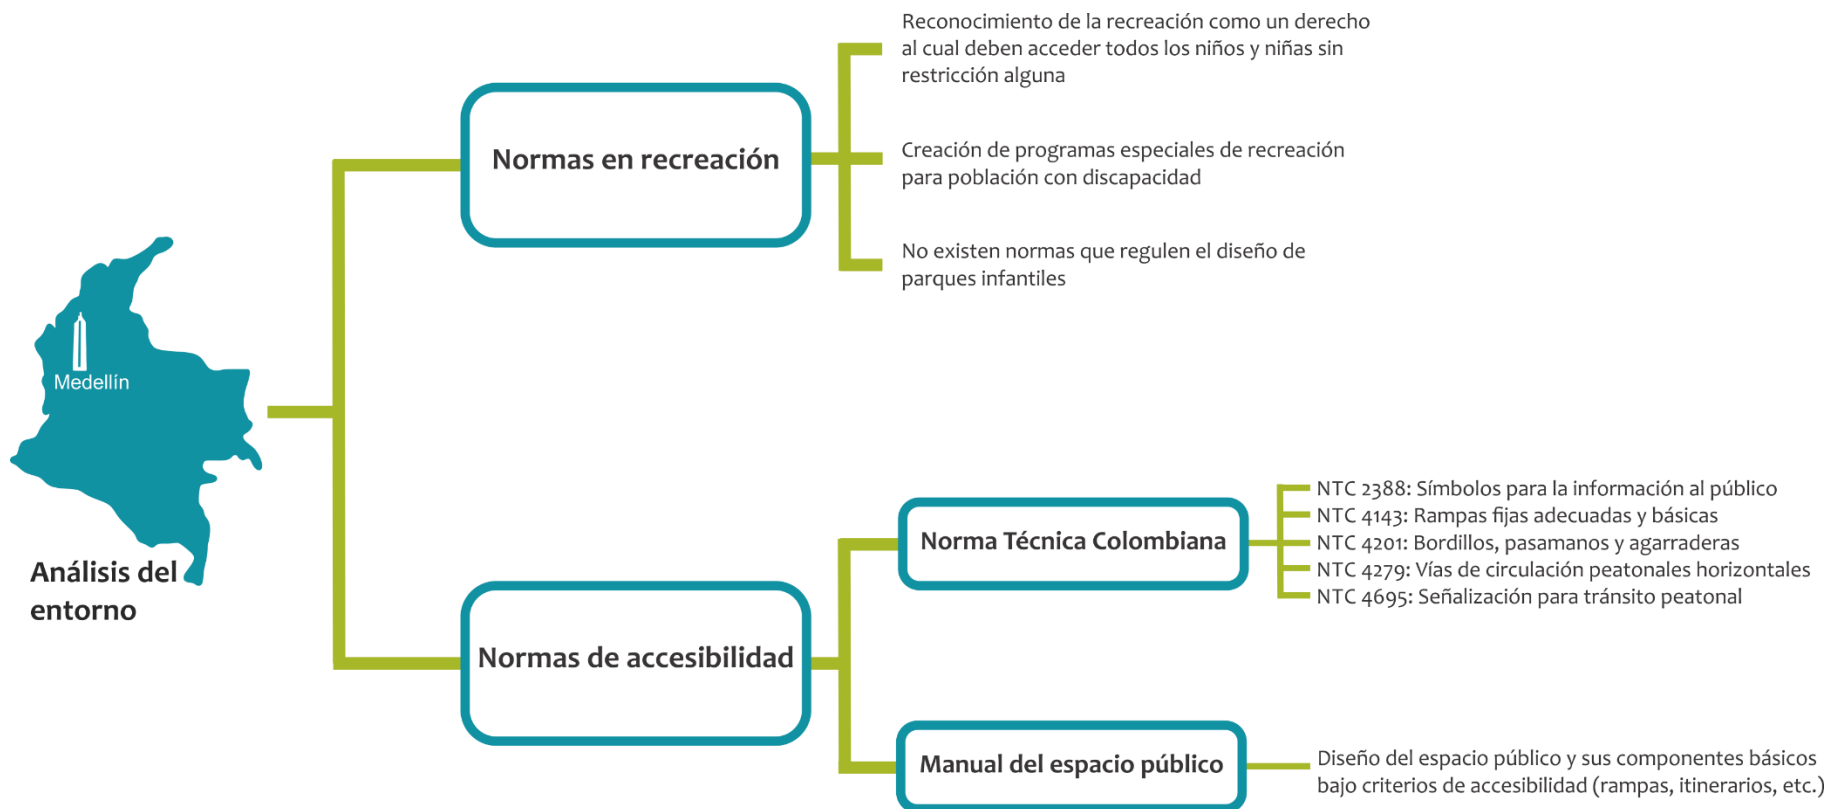 Medellín
Análisis del
entorno
Normas en recreación
Reconocimiento de la recreación como un derecho
al cual deben acceder todos los niños y niñas sin
restricción alguna
Creación de programas especiales de recreación
para población con discapacidad
No existen normas que regulen el diseño de
parques infantiles
Normas de accesibilidad
Norma Técnica Colombiana
NTC 2388: Símbolos para la información al público
NTC 4143: Rampas fijas adecuadas y básicas
NTC 4201: Bordillos, pasamanos y agarraderas
NTC 4279: Vías de circulación peatonales horizontales
NTC 4695: Señalización para tránsito peatonal
Manual del espacio público
Diseño del espacio público y sus componentes básicos
bajo criterios de accesibilidad (rampas, itinerarios, etc.)